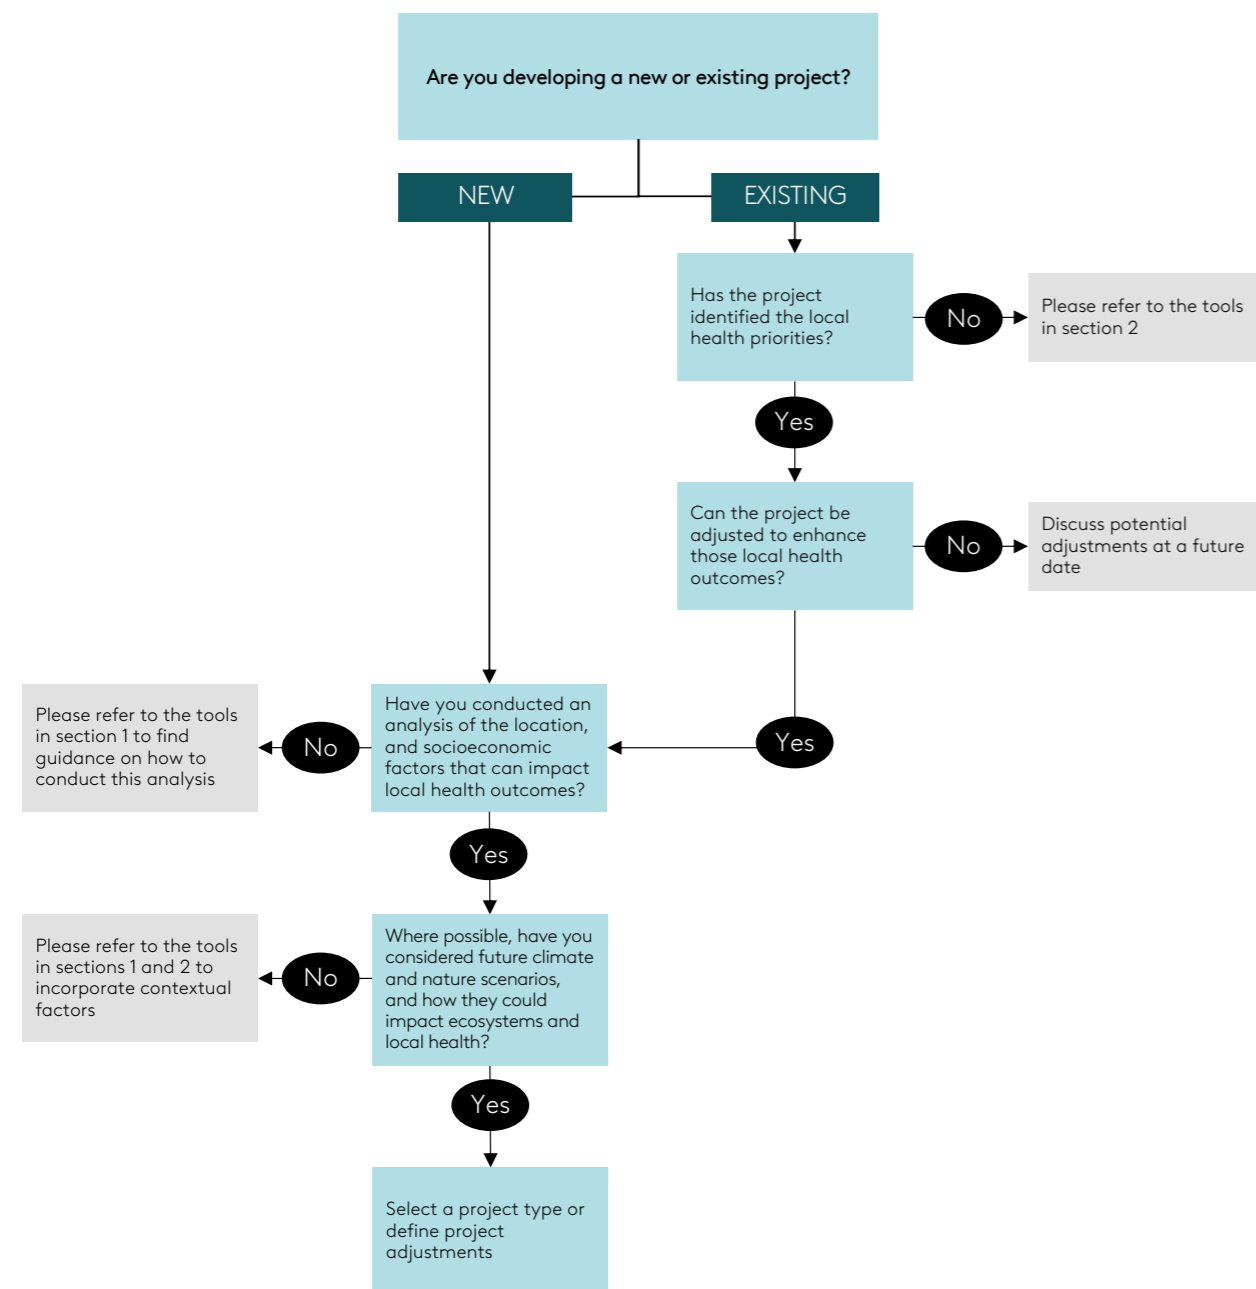 Are you developing a new or existing project?
NEW
EXISTING
Has the project
identified the local
health priorities?
No
Please refer to the tools
in section 2
Yes
Can the project be
adjusted to enhance
those local health
outcomes?
No
Discuss potential
adjustments at a future
date
Yes
Have you conducted an
analysis of the location,
and socioeconomic
factors that can impact
local health outcomes?
No
Please refer to the tools
in section 1 to find
guidance on how to
conduct this analysis
Yes
Where possible, have you
considered future climate
and nature scenarios,
and how they could
impact ecosystems and
local health?
No
Please refer to the tools
in sections 1 and 2 to
incorporate contextual
factors
Yes
Select a project type or
define project
adjustments